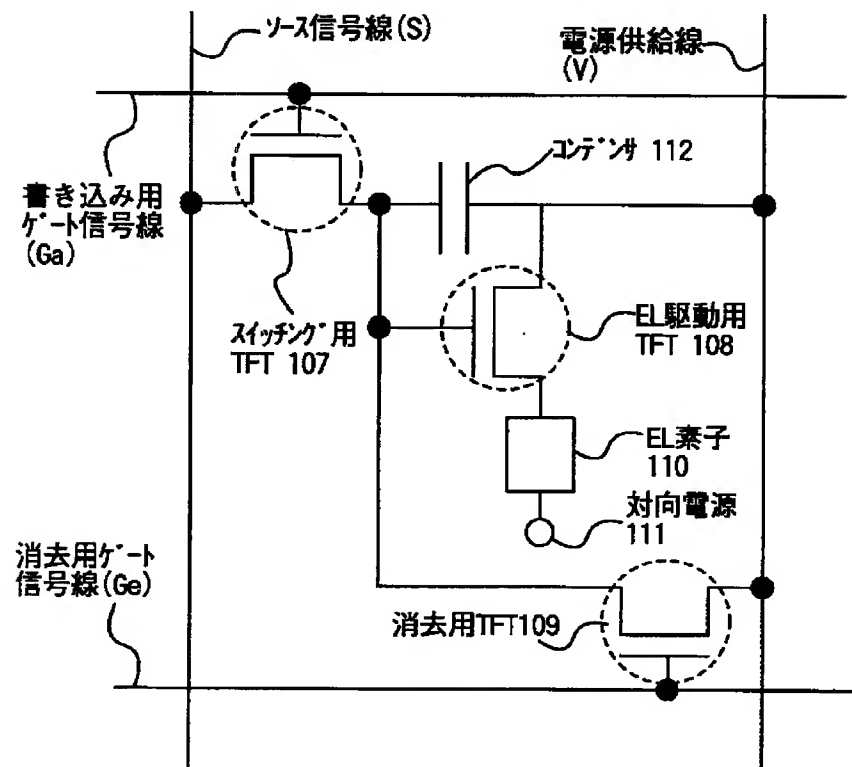 ソース信号線(S)
電源供給線
(V)
コンデンサ 112
書き込み用
ゲート信号線
(Ga)
スイッチング用
TFT 107
EL駆動用
TFT 108
EL素子
110
対向電源
111
消去用ゲート
信号線(Ge)
消去用TFT109